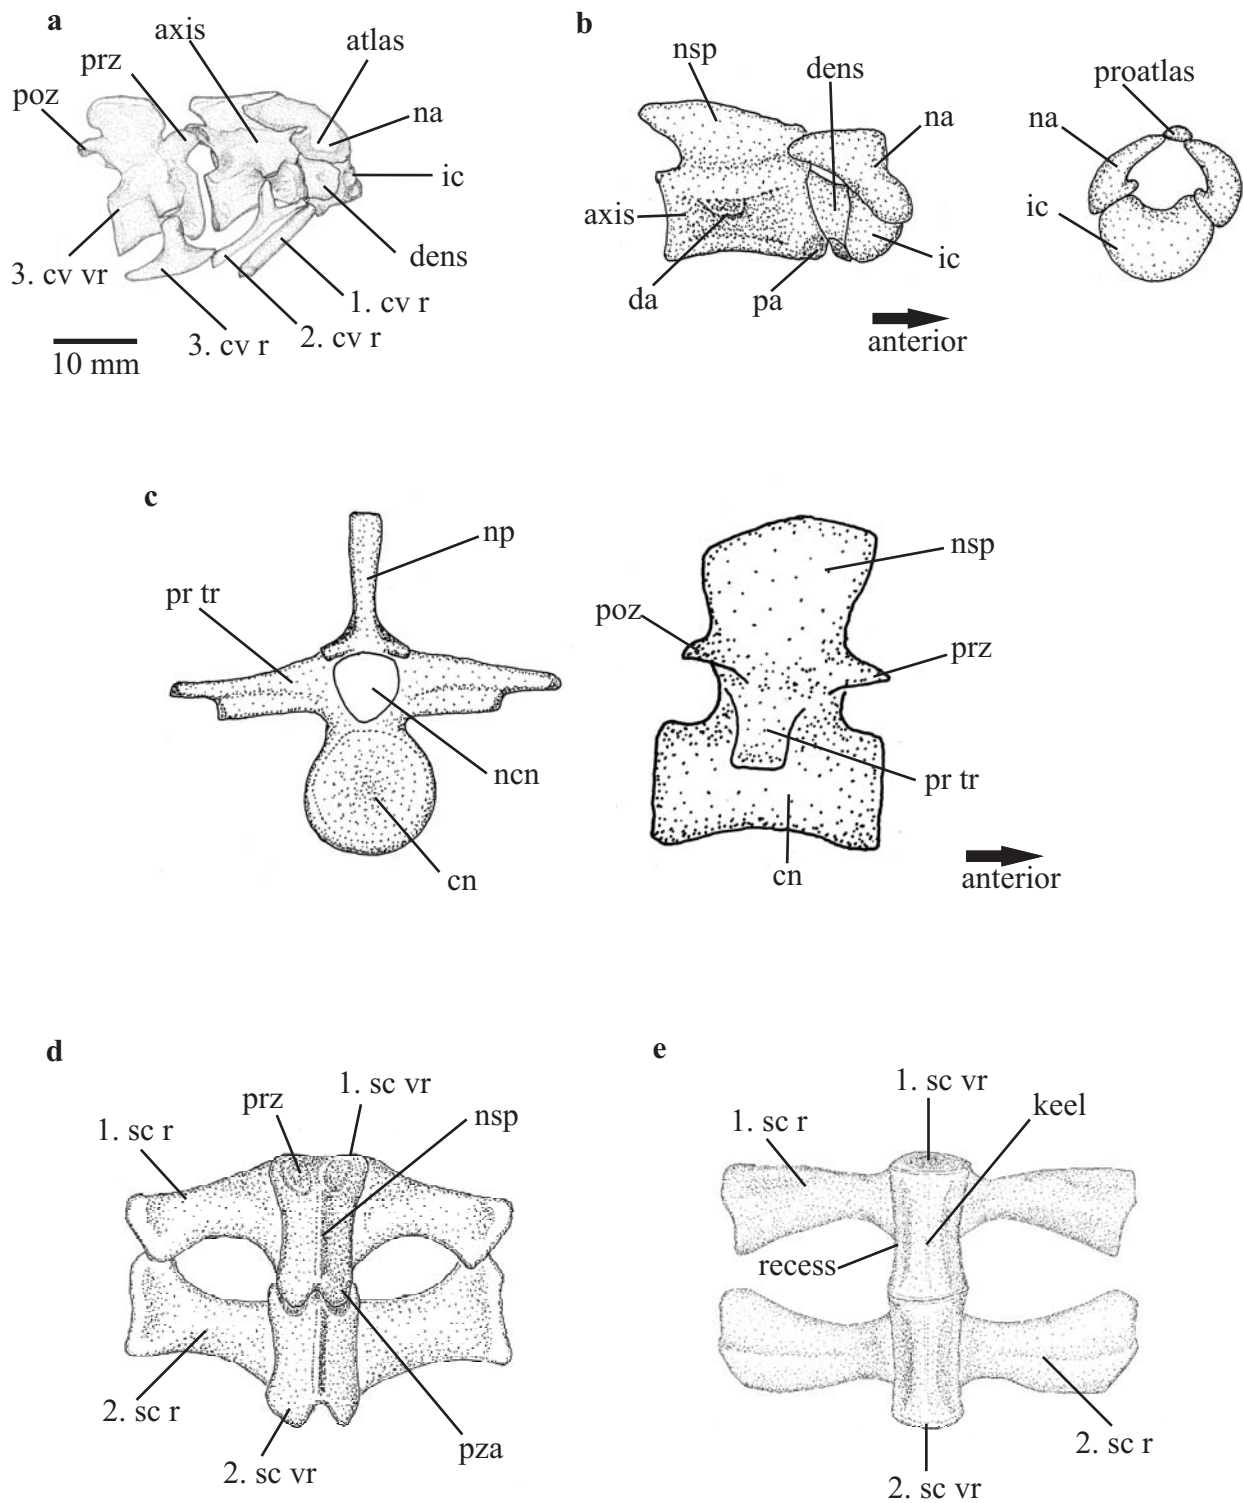 a
axis
atlas
prz
poz
na
ic
dens
3. cv vr
1. cv r
2. cv r
3. cv r
10 mm
b
nsp
dens
proatlas
na
na
ic
axis
ic
da
pa
anterior
c
np
nsp
pr tr
poz
prz
ncn
pr tr
cn
cn
anterior
d
1. sc vr
prz
nsp
1. sc r
2. sc r
pza
2. sc vr
e
1. sc vr
keel
1. sc r
recess
2. sc r
2. sc vr